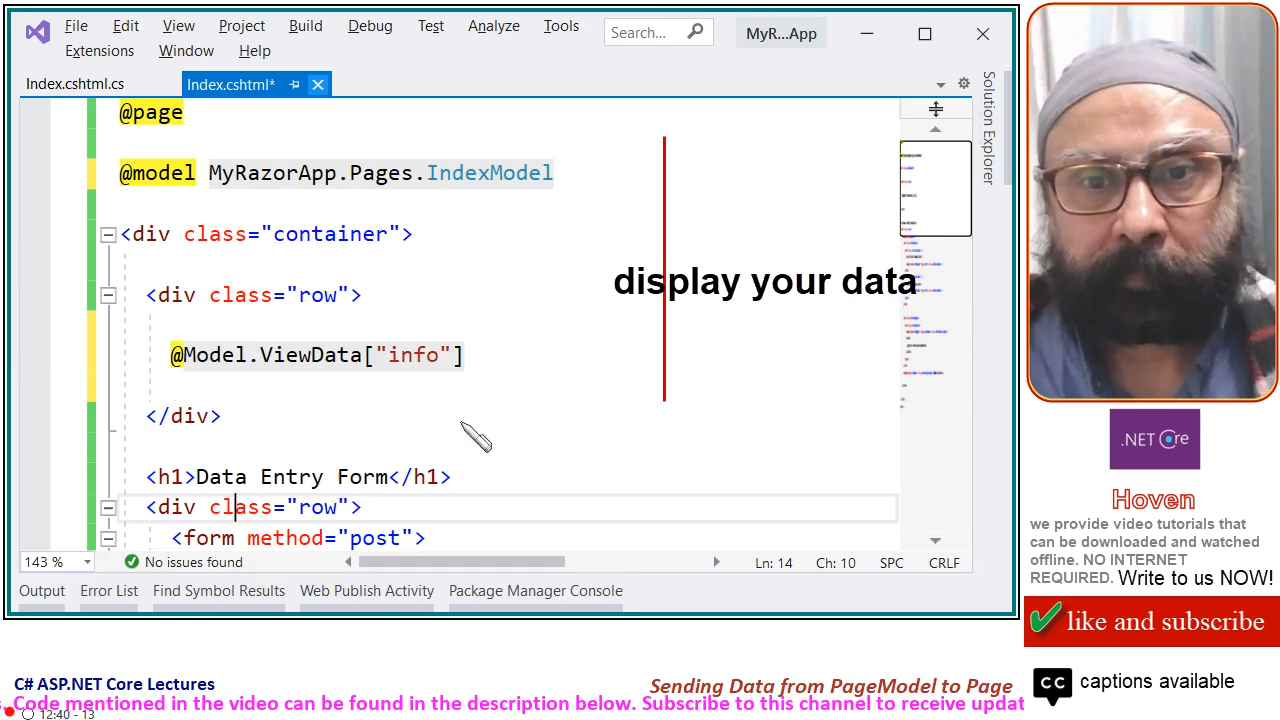 File Edit View Project Build Debug Test Analyze Tools Search... MyR...App
Extensions Window Help
Index.cshtml.cs Index.cshtml*
Solution Explorer
@page
@model MyRazorApp.Pages.IndexModel
<div class="container">
<div class="row">
display your data
@Model.ViewData["info"]
</div>
<h1>Data Entry Form</h1>
<div class="row">
<form method="post">
143 % No issues found Ln: 14 Ch: 10 SPC CRLF
Output Error List Find Symbol Results Web Publish Activity Package Manager Console
.NET Core
Hoven
we provide video tutorials that
can be downloaded and watched
offline. NO INTERNET
REQUIRED. Write to us NOW!
like and subscribe
CC captions available
C# ASP.NET Core Lectures
Sending Data from PageModel to Page
. Code mentioned in the video can be found in the description below. Subscribe to this channel to receive updat
12:40 - 13